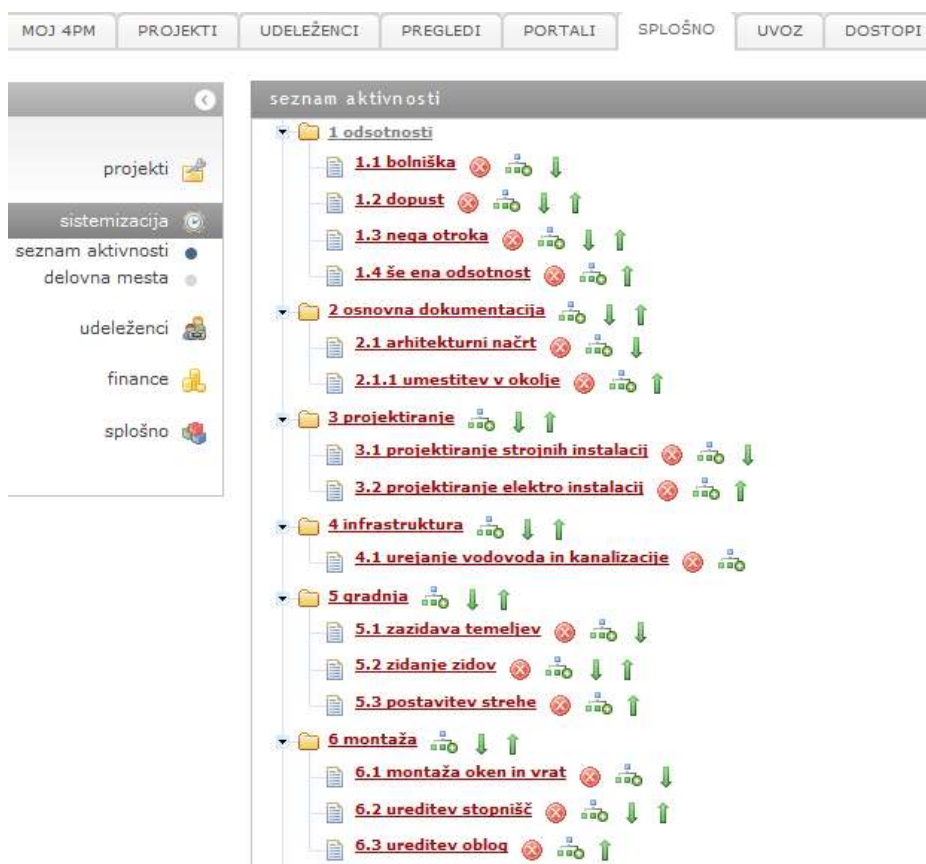 MOJ 4PM PROJEKTI UDELEŽENCI PREGLEDI PORTALI SPLOŠNO UVOZ DOSTOPI
projekti
sistemizacija
seznam aktivnosti
delovna mesta
udeleženci
finance
splošno
seznam aktivnosti
1 odsotnosti
1.1 bolniška
1.2 dopust
1.3 nega otroka
1.4 še ena odsotnost
2 osnovna dokumentacija
2.1 arhitekturni načrt
2.1.1 umestitev v okolje
3 projektiranje
3.1 projektiranje strojnih instalacij
3.2 projektiranje elektro instalacij
4 infrastruktura
4.1 urejanje vodovoda in kanalizacije
5 gradnja
5.1 zazidava temeljev
5.2 zidanje zidov
5.3 postavitev strehe
6 montaža
6.1 montaža oken in vrat
6.2 ureditev stopnišč
6.3 ureditev oblog